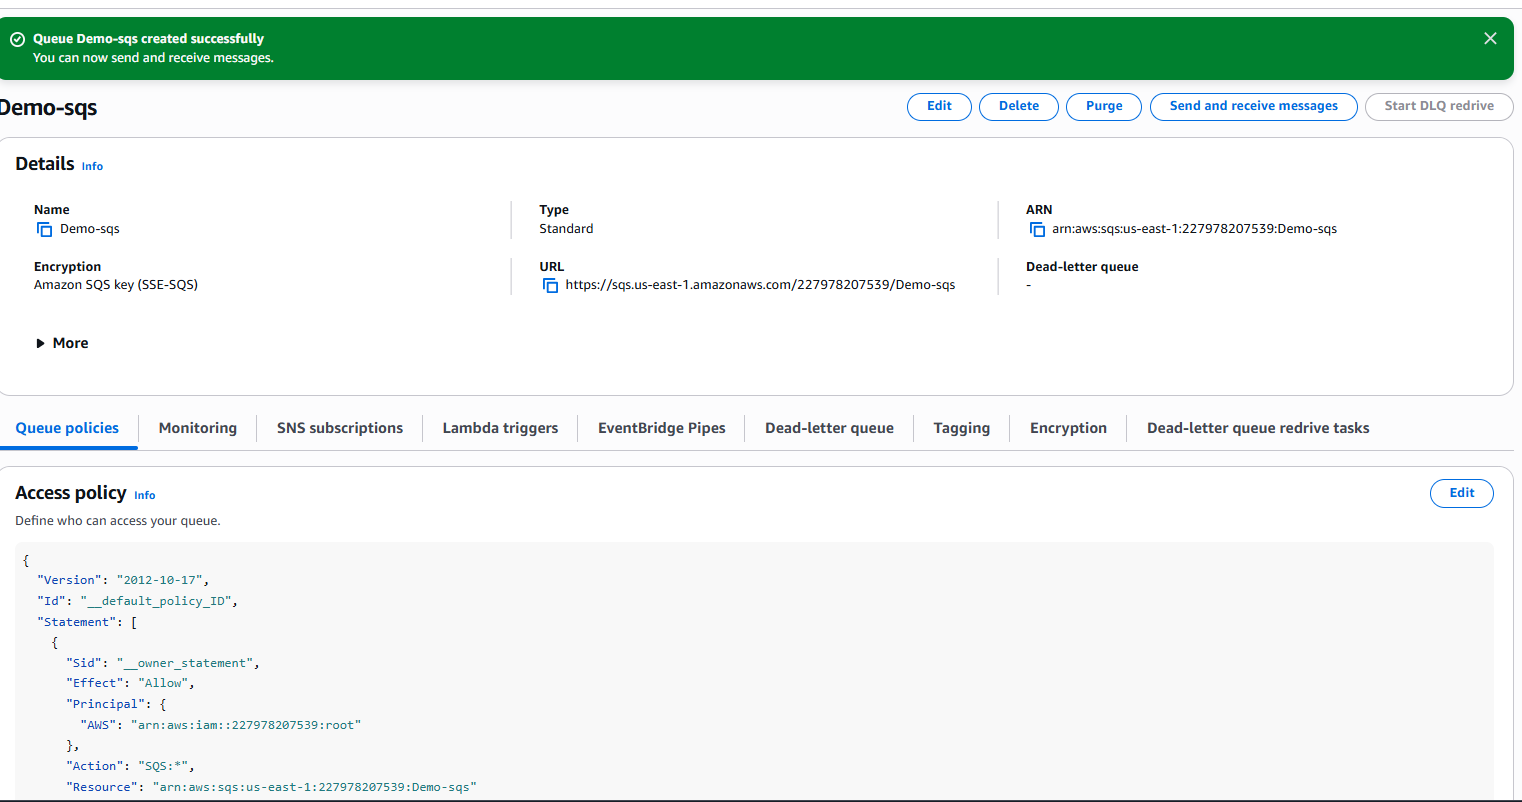 Queue Demo-sqs created successfully
You can now send and receive messages.
Demo-sqs
Edit
Delete
Purge
Send and receive messages
Start DLQ redrive
Details Info
Name
Demo-sqs
Type
Standard
ARN
arn:aws:sqs:us-east-1:227978207539:Demo-sqs
Encryption
Amazon SQS key (SSE-SQS)
URL
https://sqs.us-east-1.amazonaws.com/227978207539/Demo-sqs
Dead-letter queue
-
More
Queue policies
Monitoring
SNS subscriptions
Lambda triggers
EventBridge Pipes
Dead-letter queue
Tagging
Encryption
Dead-letter queue redrive tasks
Access policy Info
Edit
Define who can access your queue.
{
  "Version": "2012-10-17",
  "Id": "__default_policy_ID",
  "Statement": [
    {
      "Sid": "__owner_statement",
      "Effect": "Allow",
      "Principal": {
        "AWS": "arn:aws:iam::227978207539:root"
      },
      "Action": "SQS:*",
      "Resource": "arn:aws:sqs:us-east-1:227978207539:Demo-sqs"